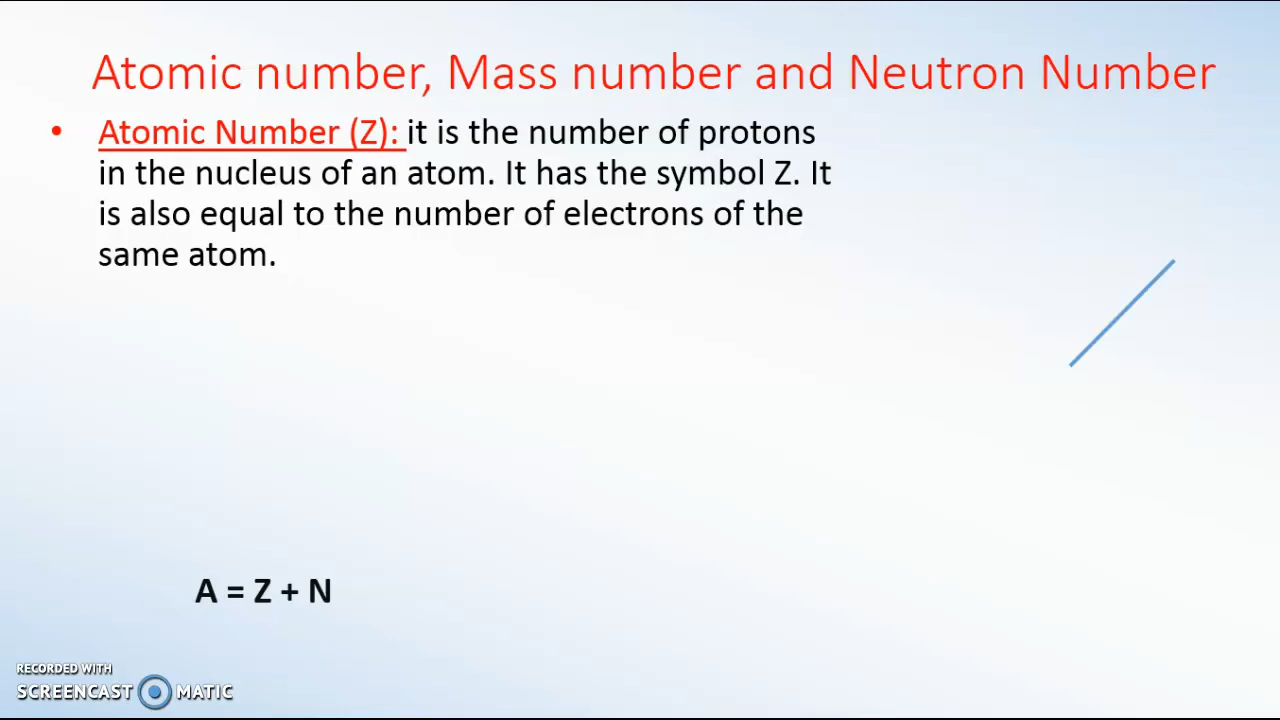 Atomic number, Mass number and Neutron Number
• Atomic Number (Z): it is the number of protons
in the nucleus of an atom. It has the symbol Z. It
is also equal to the number of electrons of the
same atom.
A = Z + N
RECORDED WITH
SCREENCAST MATIC